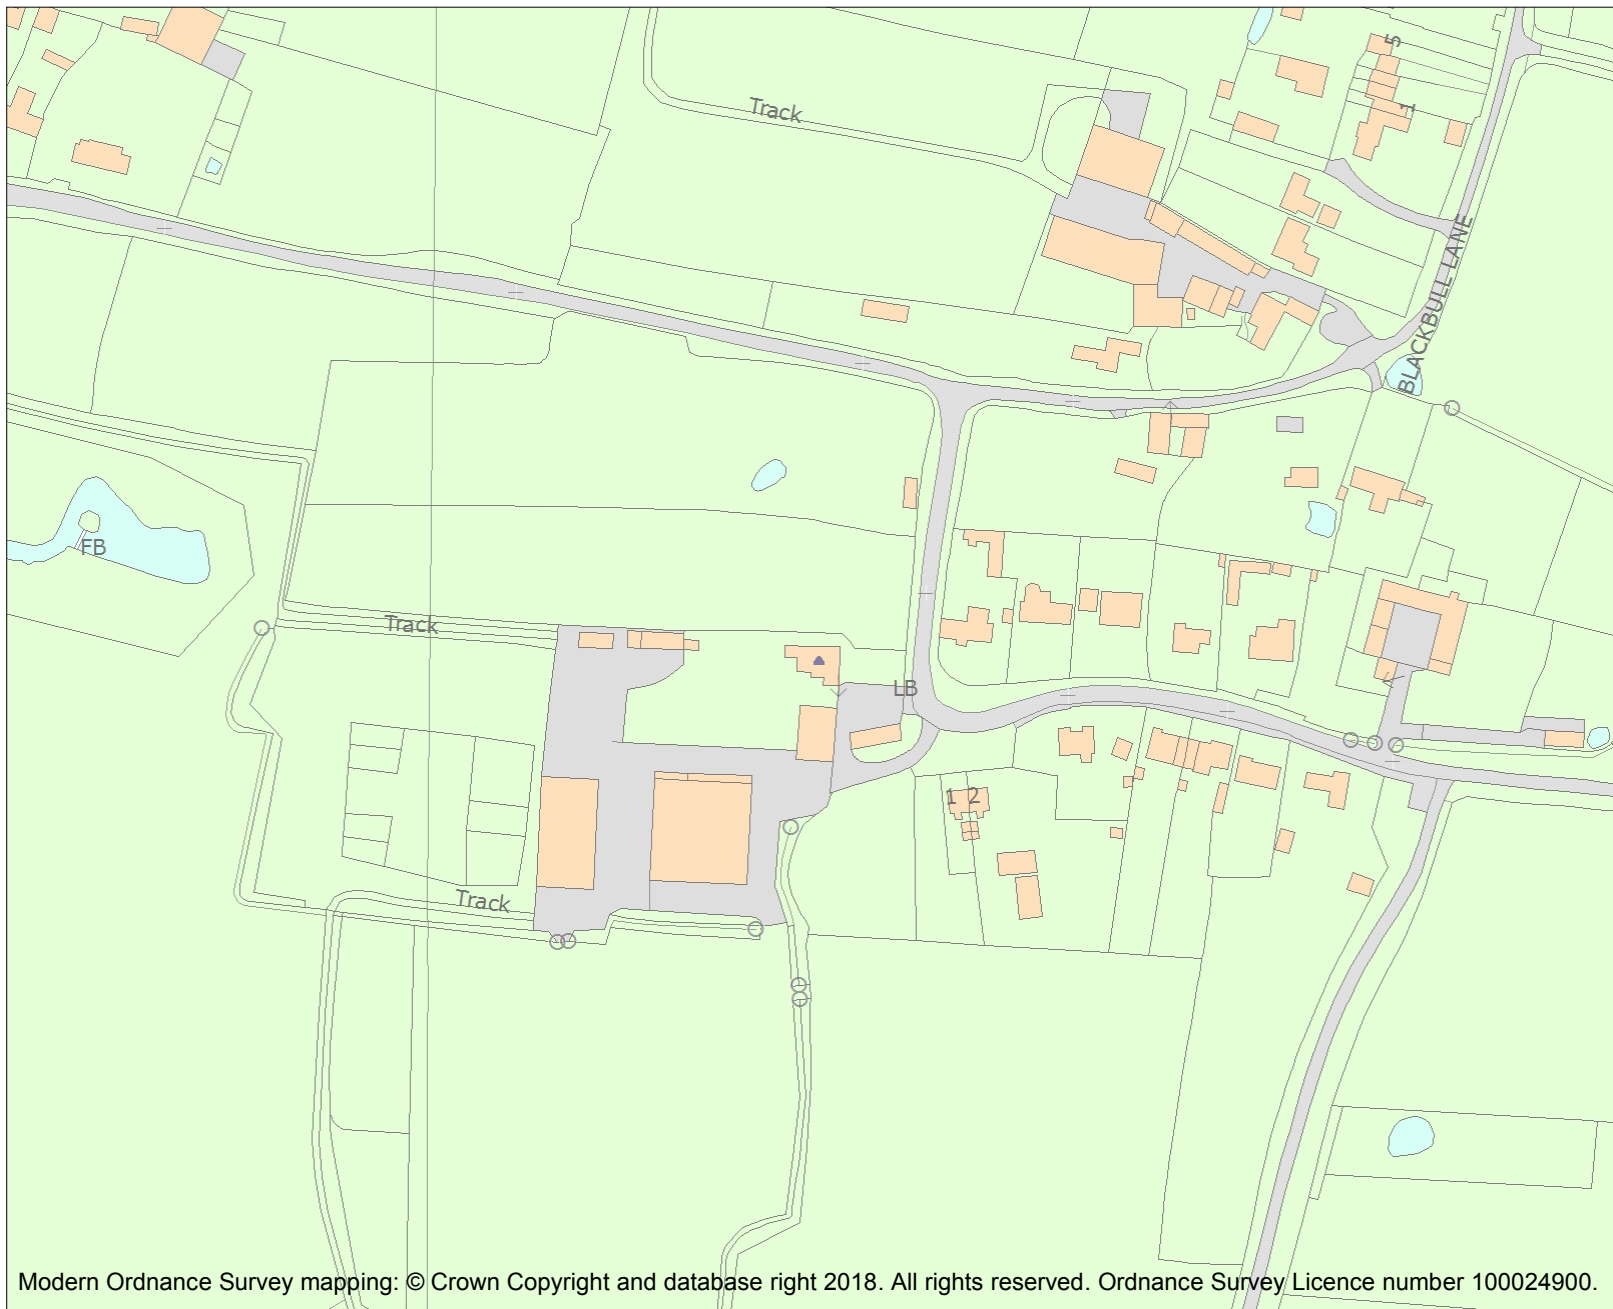 5
Track
1
BLACKBULL LANE
FB
Track
LB
1 2
Track
Modern Ordnance Survey mapping: © Crown Copyright and database right 2018. All rights reserved. Ordnance Survey Licence number 100024900.